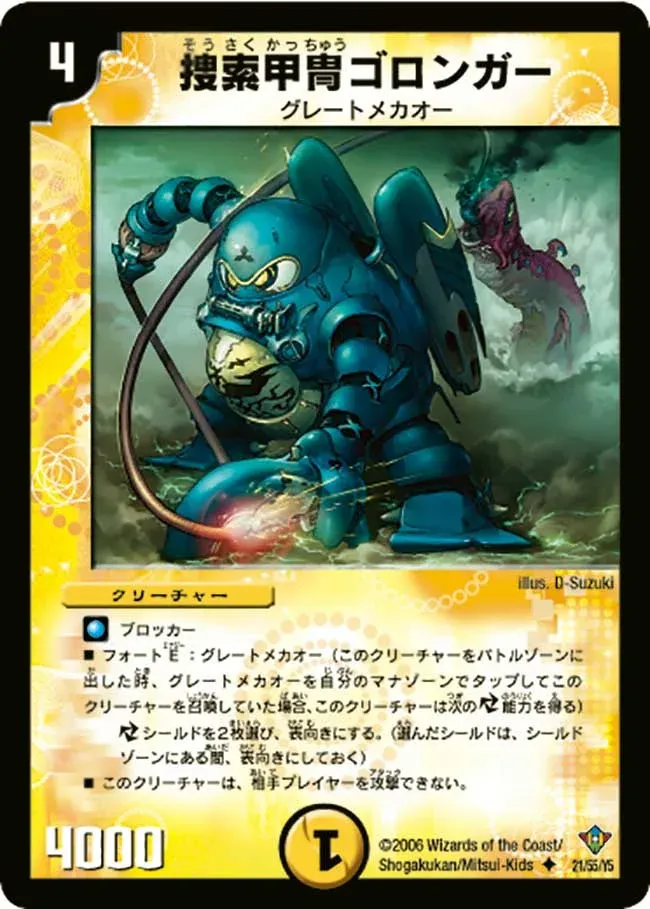 4
そうさくかっちゅう
捜索甲冑ゴロンガー
グレートメカオー
illus. D-Suzuki
クリーチャー
ブロッカー
■ フォートE：グレートメカオー（このクリーチャーをバトルゾーンに
出した時、グレートメカオーを自分のマナゾーンでタップしてこの
クリーチャーを召喚していた場合、このクリーチャーは次の能力を得る）
シールドを2枚選び、表向きにする。（選んだシールドは、シールド
ゾーンにある間、表向きにしておく）
■ このクリーチャーは、相手プレイヤーを攻撃できない。
4000
1
©2006 Wizards of the Coast/
Shogakukan/Mitsui-Kids
21/55/Y5